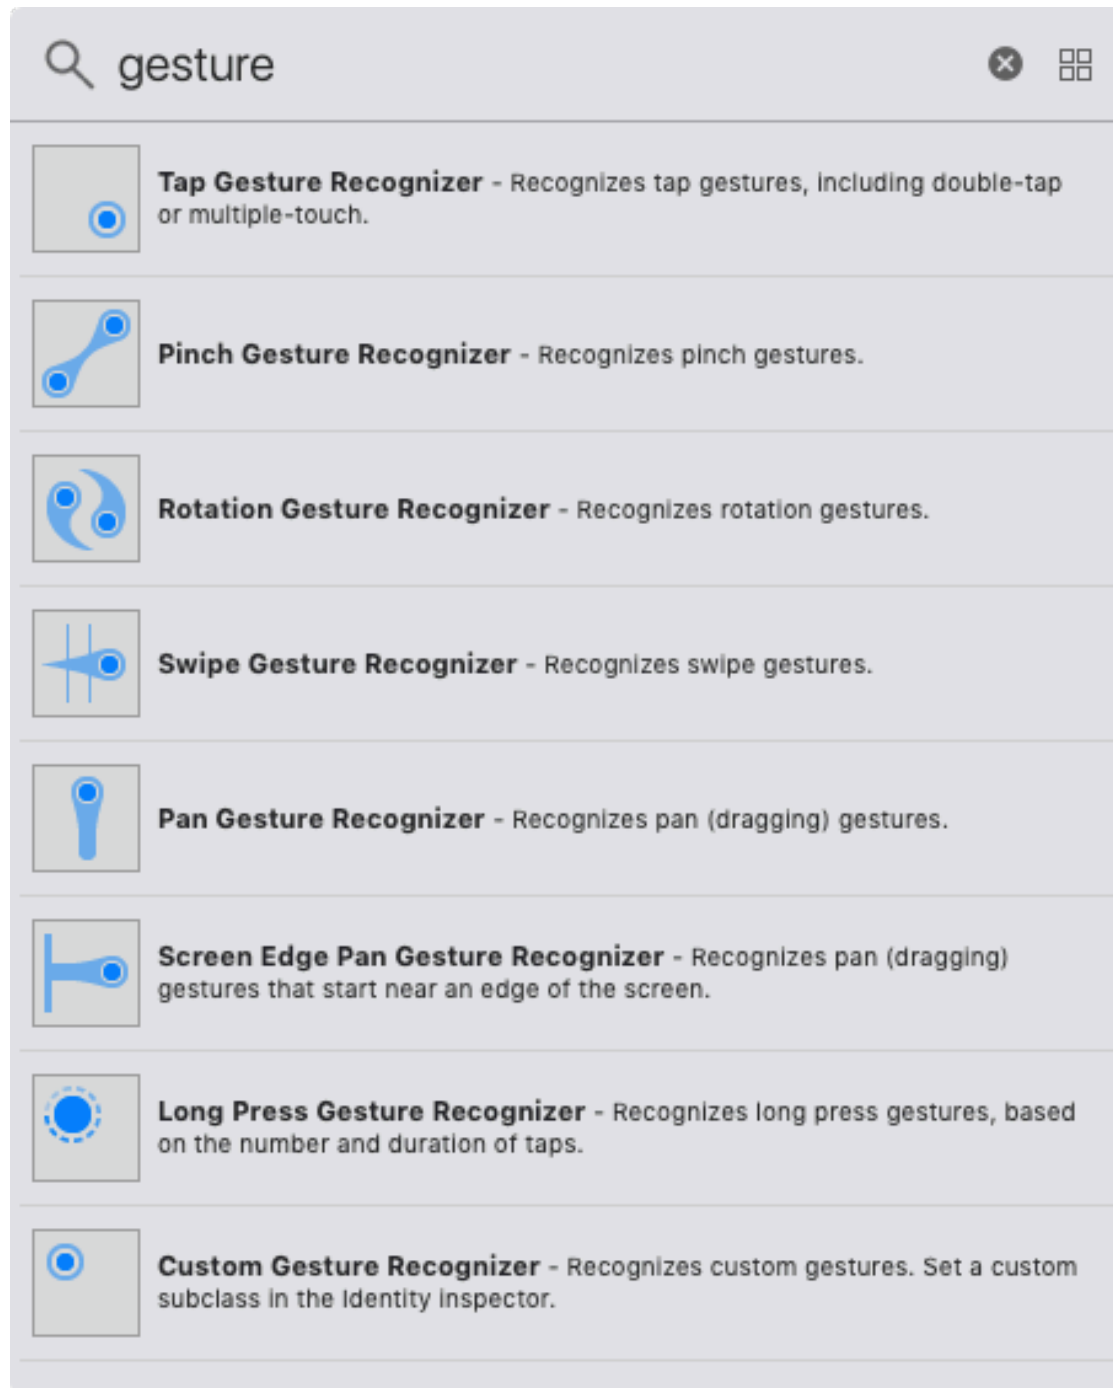 gesture
Tap Gesture Recognizer - Recognizes tap gestures, including double-tap
or multiple-touch.
Pinch Gesture Recognizer - Recognizes pinch gestures.
Rotation Gesture Recognizer - Recognizes rotation gestures.
Swipe Gesture Recognizer - Recognizes swipe gestures.
Pan Gesture Recognizer - Recognizes pan (dragging) gestures.
Screen Edge Pan Gesture Recognizer - Recognizes pan (dragging)
gestures that start near an edge of the screen.
Long Press Gesture Recognizer - Recognizes long press gestures, based
on the number and duration of taps.
Custom Gesture Recognizer - Recognizes custom gestures. Set a custom
subclass in the Identity inspector.